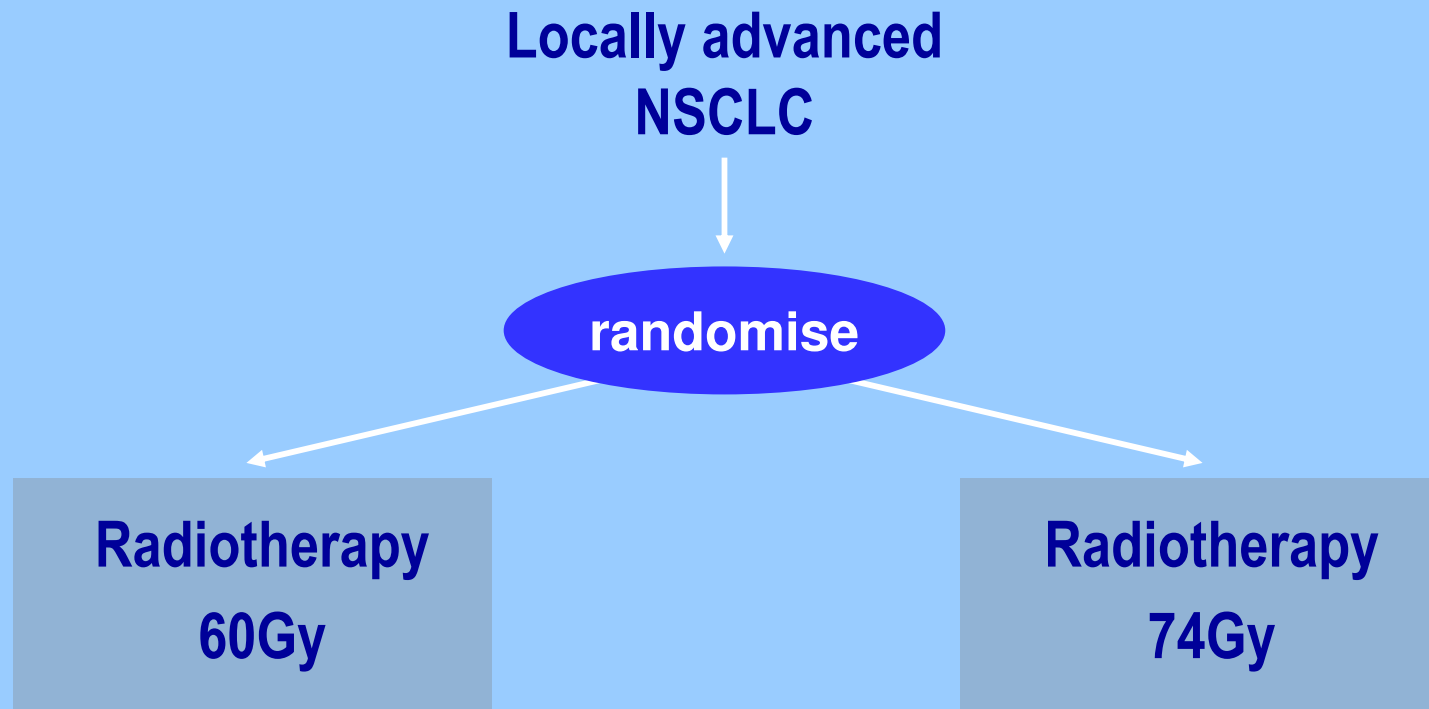 Locally advanced
NSCLC
randomise
Radiotherapy
60Gy
Radiotherapy
74Gy